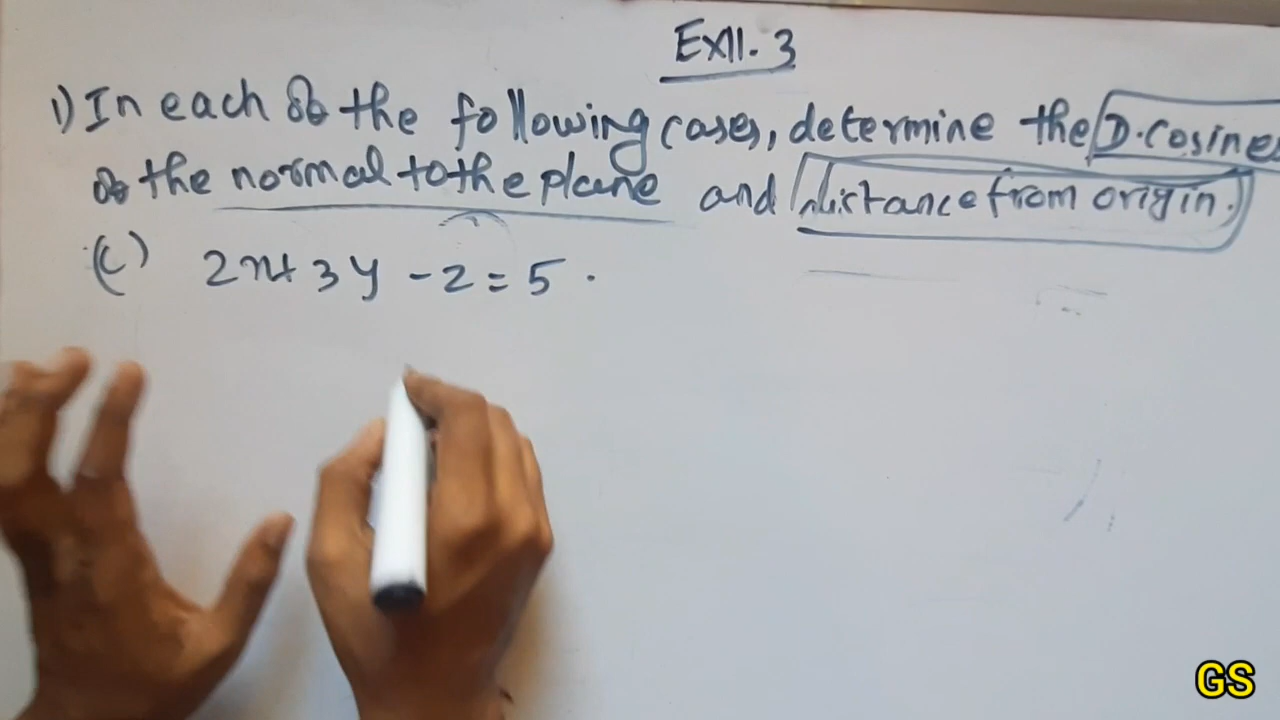 Ex11.3
1) In each of the following cases, determine the D.cosines
of the normal to the plane and distance from origin.
(c) 2x+3y-z=5.
GS